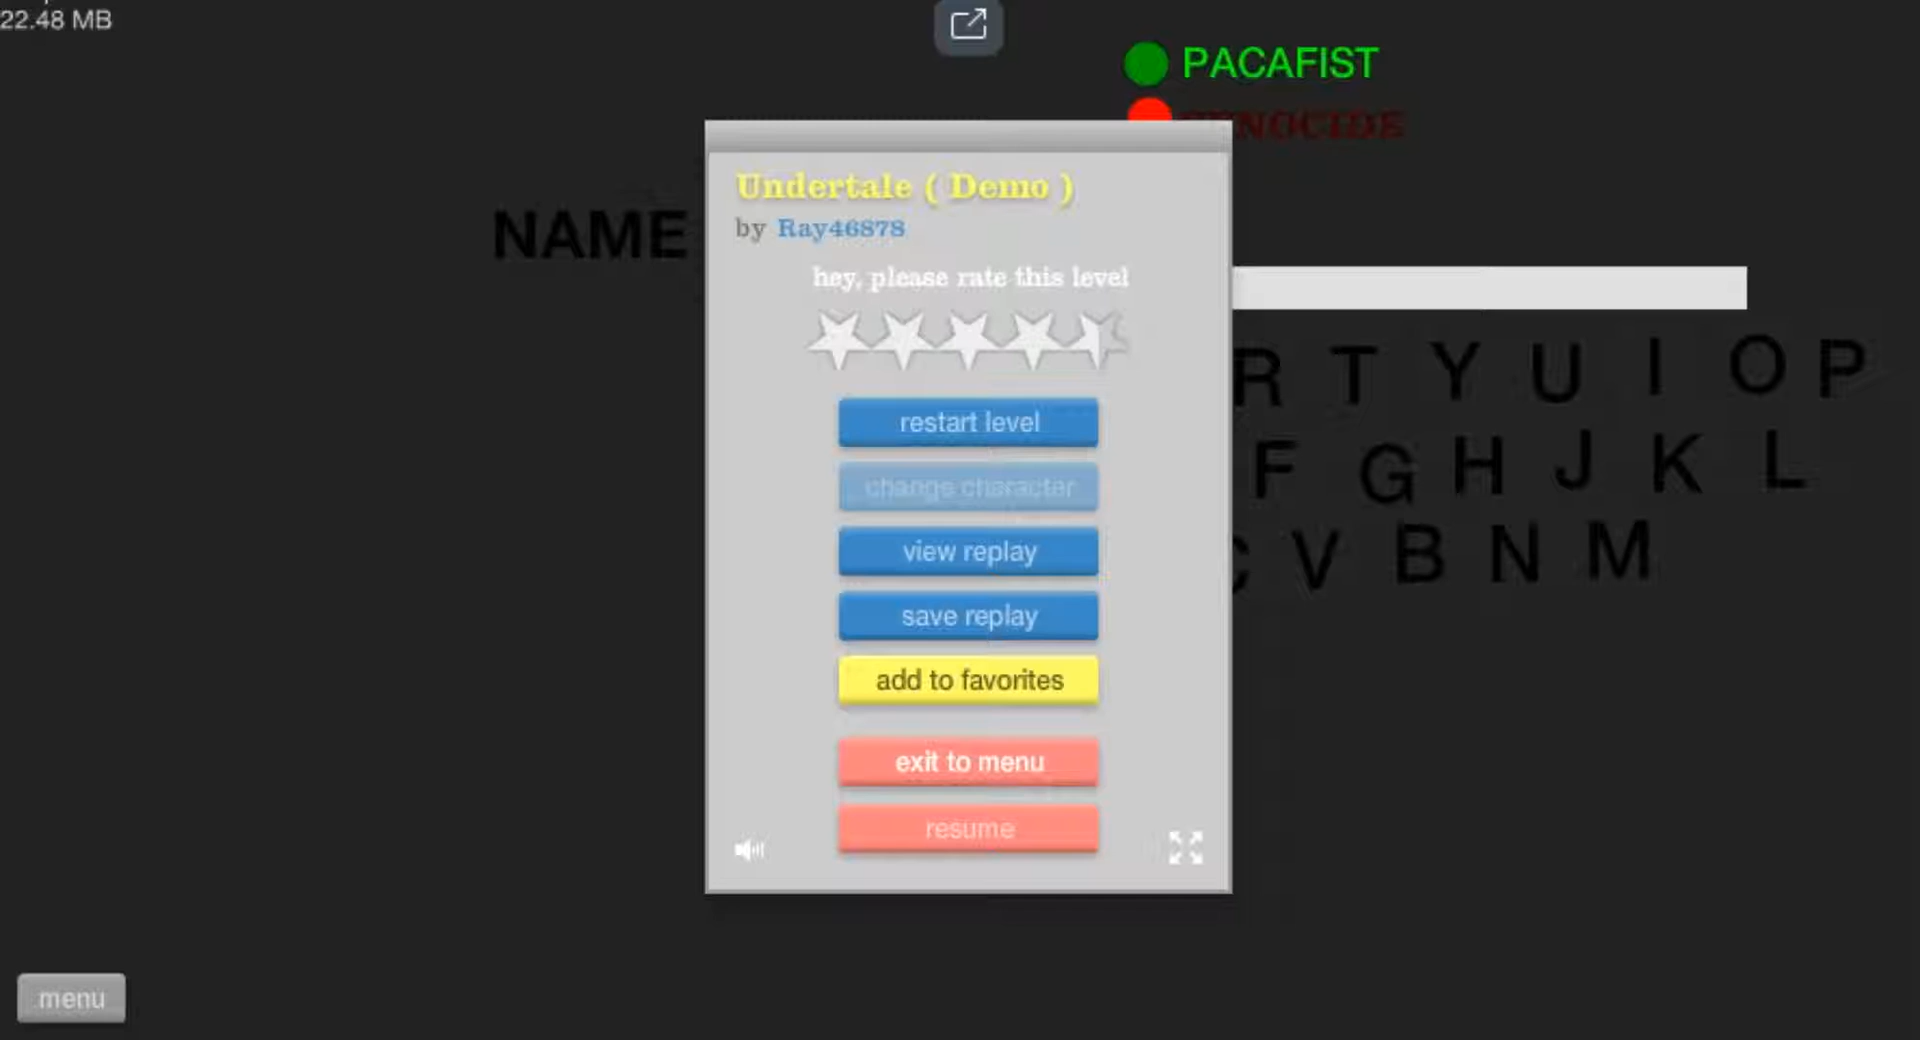 22.48 MB
PACAFIST
GENOCIDE
Undertale ( Demo )
by Ray46878
NAME
hey, please rate this level
R T Y U I O P
restart level
F G H J K L
change character
view replay
C V B N M
save replay
add to favorites
exit to menu
resume
menu